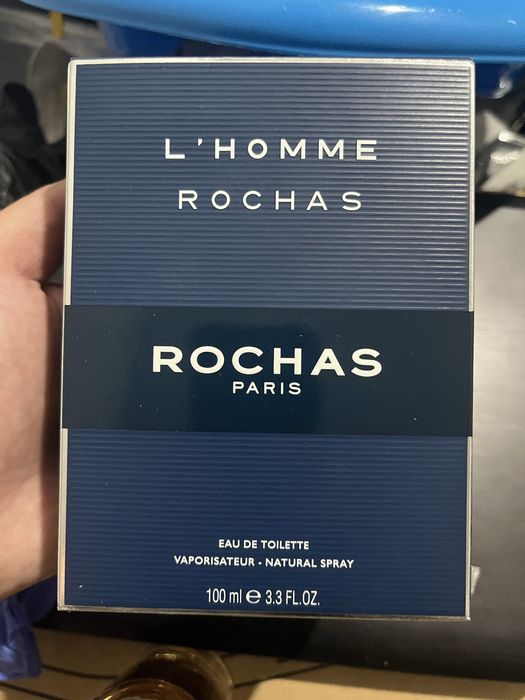 L'HOMME
ROCHAS
ROCHAS
PARIS
EAU DE TOILETTE
VAPORISATEUR - NATURAL SPRAY
100 ml ℮ 3.3 FL.OZ.